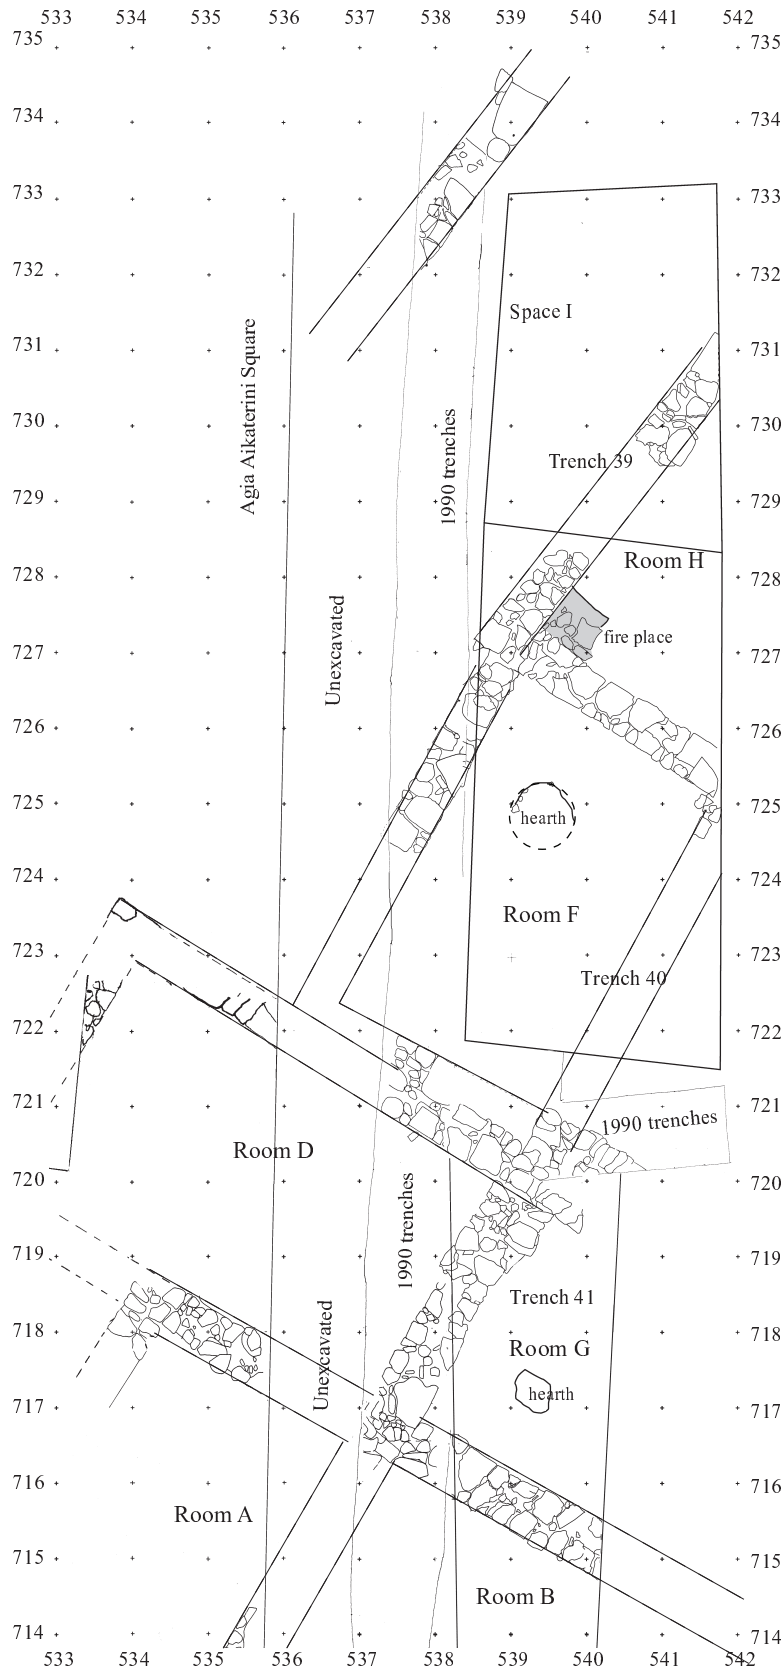 533 534 535 536 537 538 539 540 541 542
735 735
734 734
733 733
732 732
Space I
731 731
Agia Aikaterini Square
730 730
1990 trenches
Trench 39
729 729
728 728
Room H
Unexcavated
fire place
727 727
726 726
725 725
hearth
724 724
Room F
723 723
Trench 40
722 722
721 721
1990 trenches
Room D
720 720
1990 trenches
719 719
Trench 41
718 718
Room G
Unexcavated
hearth
717 717
716 716
Room A
715 715
Room B
714 714
533 534 535 536 537 538 539 540 541 542